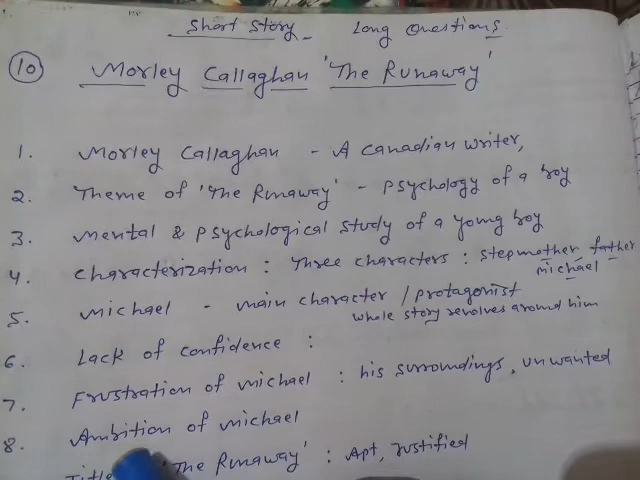 Short Story - Long Questions
10 Morley Callaghan 'The Runaway'
1. Morley Callaghan - A Canadian writer,
2. Theme of 'The Runaway' - Psychology of a boy
3. Mental & Psychological study of a young boy
4. Characterization : Three characters : stepmother, father
michael
5. Michael - main character / protagonist
whole story revolves around him
6. Lack of confidence :
7. Frustration of michael : his surroundings, unwanted
8. Ambition of michael
Title 'The Runaway' : Apt, Justified